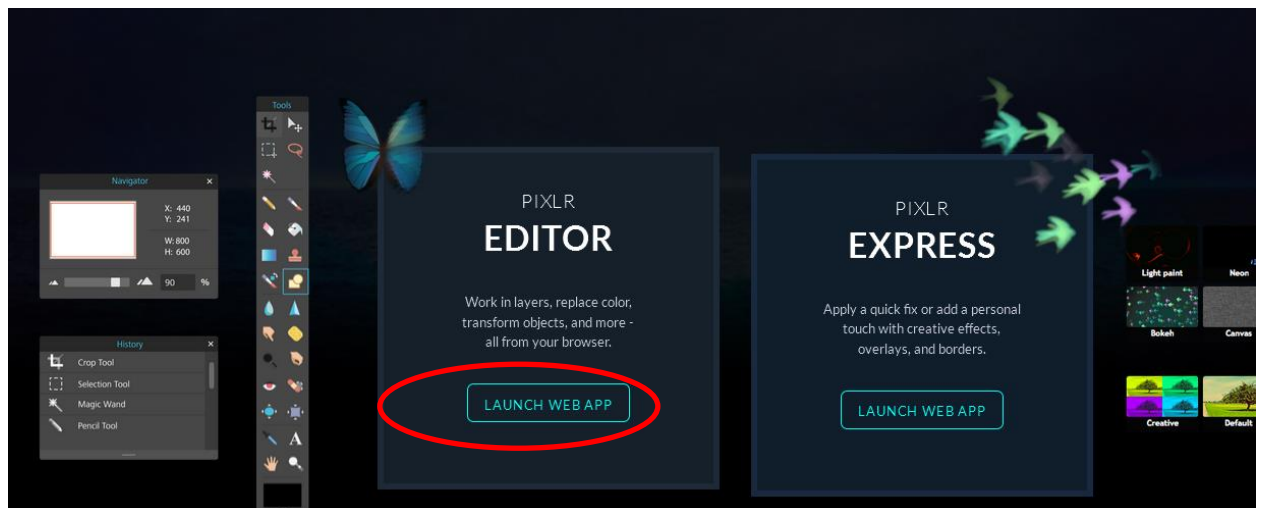 Tools
Navigator
X: 440
Y: 241
W: 800
H: 600
90 %
History
Crop Tool
Selection Tool
Magic Wand
Pencil Tool
A
PIXLR
EDITOR
Work in layers, replace color,
transform objects, and more -
all from your browser.
LAUNCH WEB APP
PIXLR
EXPRESS
Apply a quick fix or add a personal
touch with creative effects,
overlays, and borders.
LAUNCH WEB APP
Light paint
Neon
Bokeh
Canvas
Creative
Default